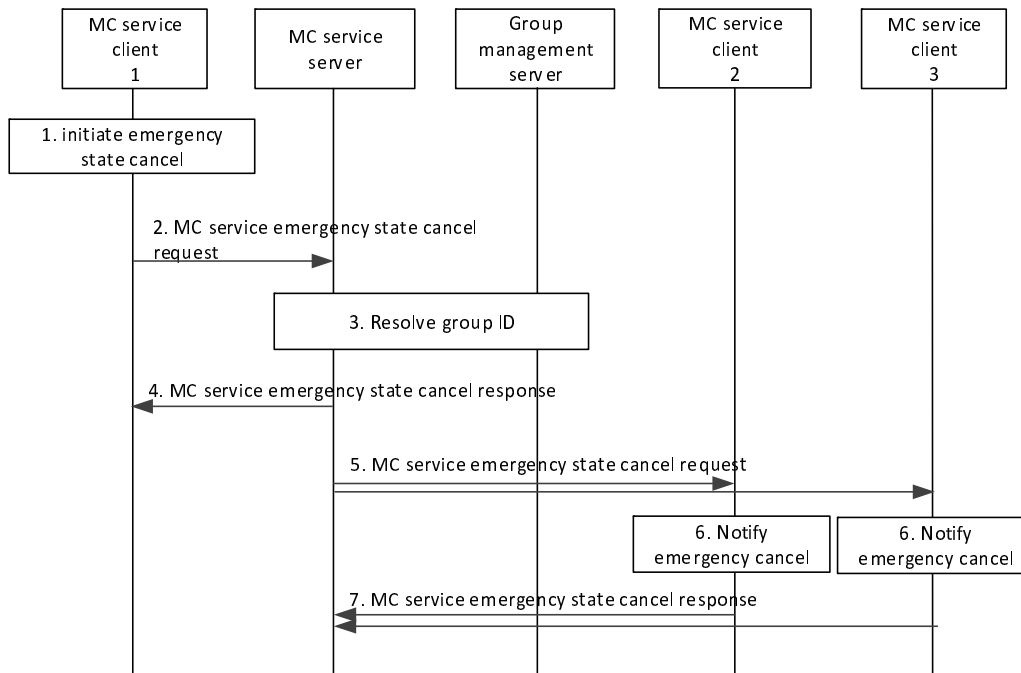 MC service
client
1
MC service
server
Group
management
server
MC service
client
2
MC service
client
3
1. initiate emergency
state cancel
2. MC service emergency state cancel
request
3. Resolve group ID
4. MC service emergency state cancel response
5. MC service emergency state cancel request
6. Notify
emergency cancel
6. Notify
emergency cancel
7. MC service emergency state cancel response